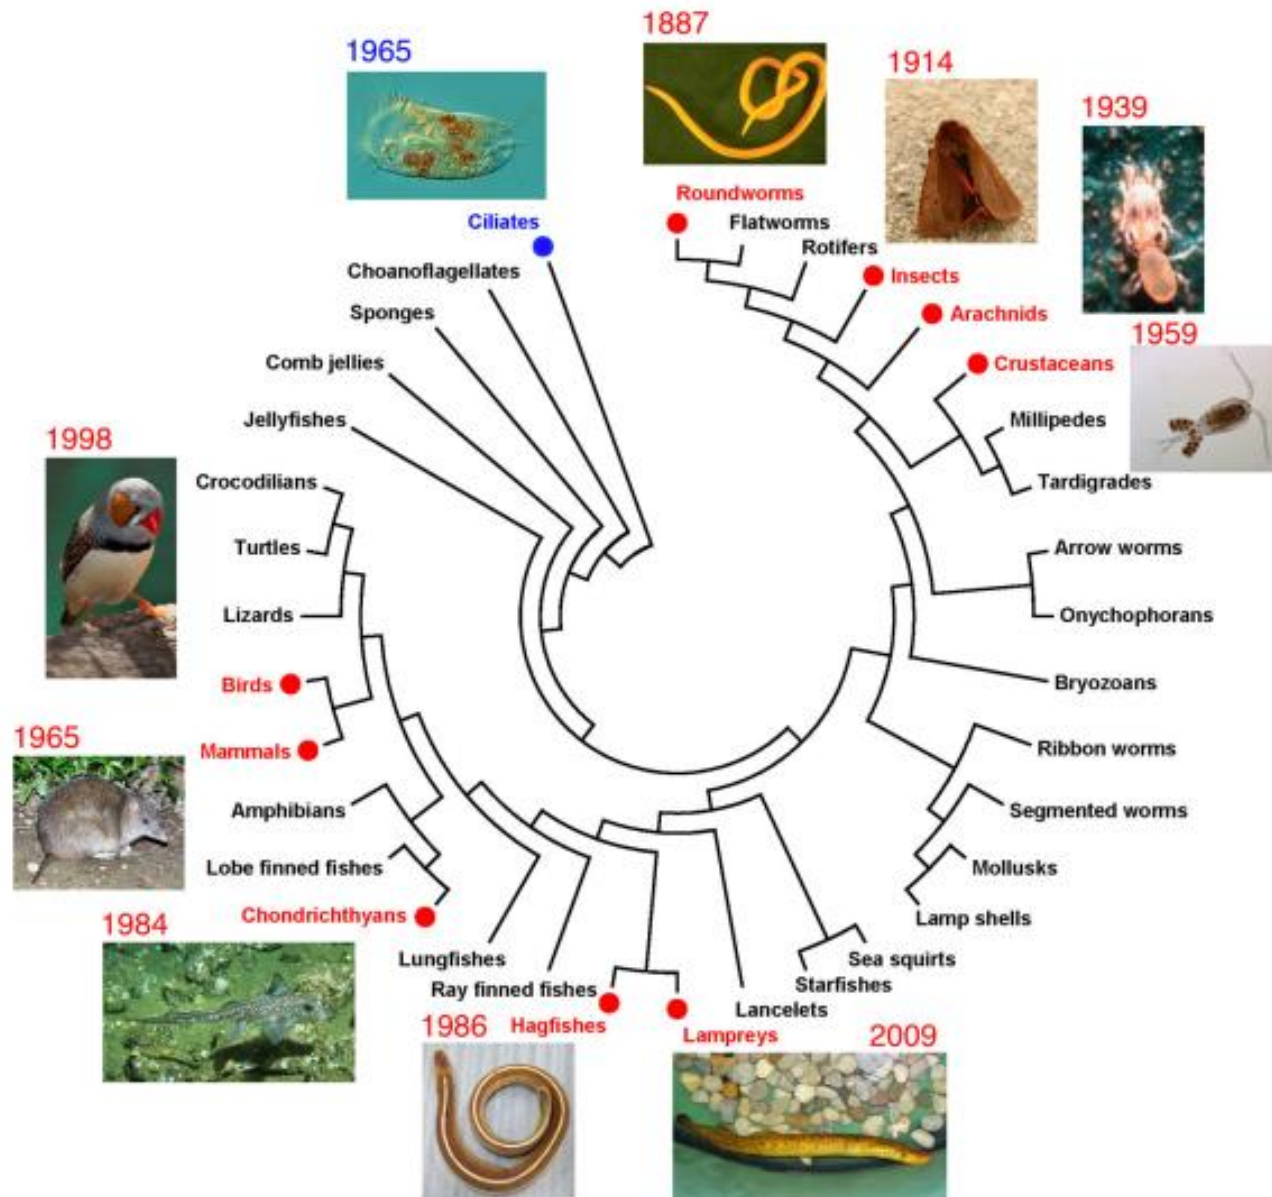 1887
1965
1914
1939
Roundworms
Ciliates
Flatworms
Rotifers
Choanoflagellates
Insects
Sponges
Arachnids
1959
Comb jellies
Crustaceans
Jellyfishes
Millipedes
1998
Crocodilians
Tardigrades
Turtles
Arrow worms
Lizards
Onychophorans
Birds
Bryozoans
1965
Mammals
Ribbon worms
Amphibians
Segmented worms
Lobe finned fishes
Mollusks
Chondrichthyans
Lamp shells
1984
Lungfishes
Sea squirts
Ray finned fishes
Starfishes
Lancelets
1986
Hagfishes
Lampreys
2009